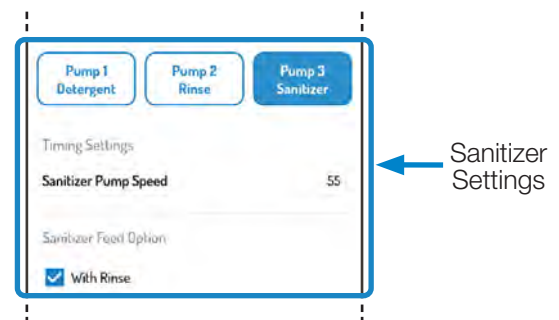 Pump 1 Pump 2 Pump 3
Detergent Rinse Sanitizer
Timing Settings
Sanitizer Pump Speed 55
Sanitizer Feed Option
With Rinse
Sanitizer
Settings